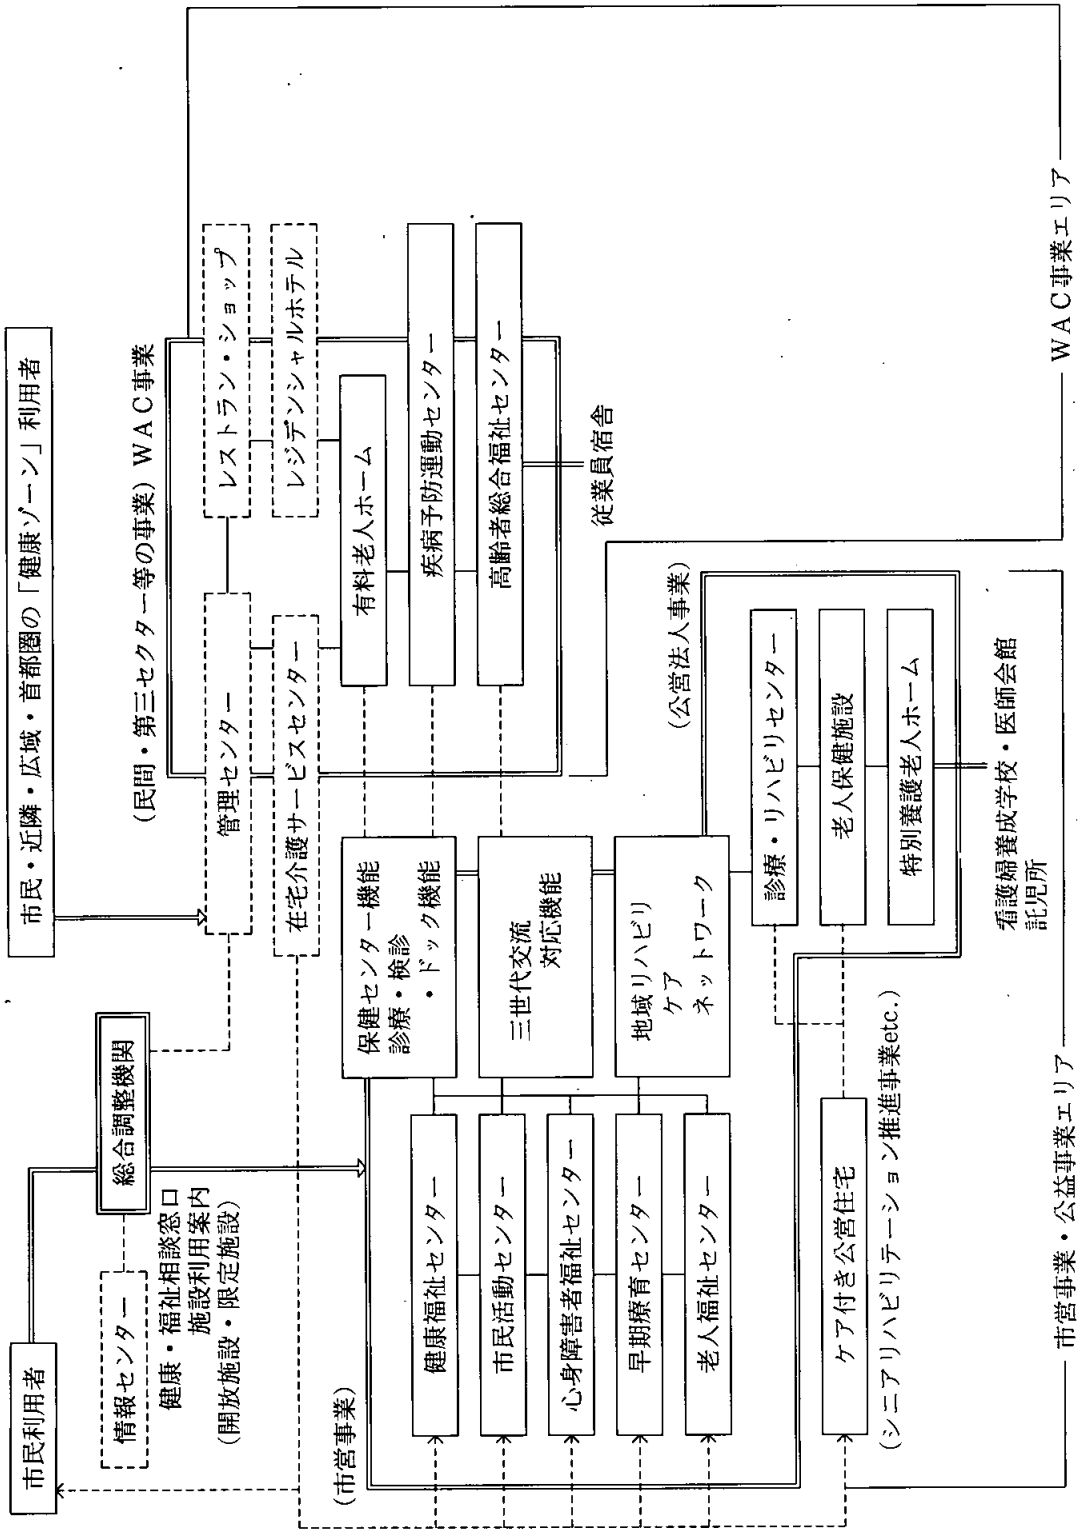 市民・近隣・広域・首都圏の「健康ゾーン」利用者
市民利用者
総合調整機関
情報センター
健康・福祉相談窓口
施設利用案内
(開放施設・限定施設)
(民間・第三セクター等の事業) WAC事業
管理センター
レストラン・ショップ
在宅介護サービスセンター
レジデンシャルホテル
有料老人ホーム
疾病予防運動センター
高齢者総合福祉センター
従業員宿舎
(市営事業)
保健センター機能
診療・検診
・ドック機能
三世代交流
対応機能
地域リハビリ
ケア
ネットワーク
健康福祉センター
市民活動センター
心身障害者福祉センター
早期療育センター
老人福祉センター
(公営法人事業)
診療・リハビリセンター
老人保健施設
特別養護老人ホーム
看護婦養成学校・医師会館
託児所
ケア付き公営住宅
(シニアリハビリテーション推進事業etc.)
市営事業・公益事業エリア
WAC事業エリア